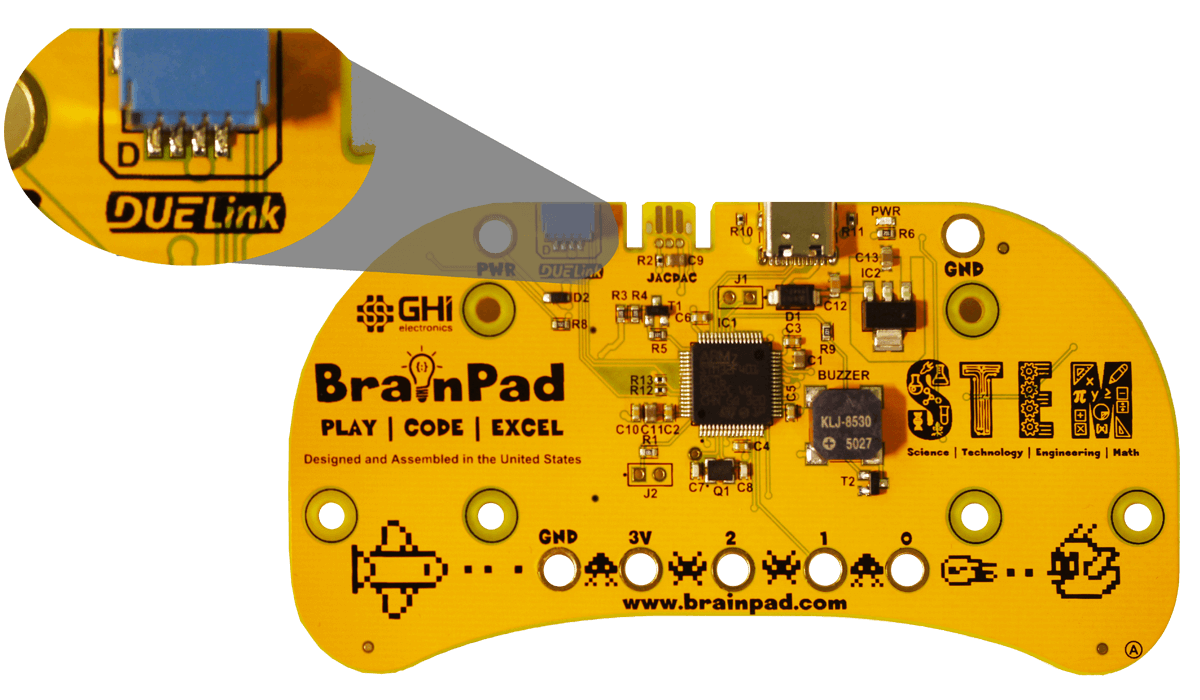 D
DUELink
PWR
D
DUELink
R2
C9
JACPAC
R10
R11
PWR
R6
C13
IC2
GND
GHI
electronics
D2
R8
R3 R4
T1
C6
R5
J1
IC1
D1
C12
C3
R9
C1
BrainPad
PLAY | CODE | EXCEL
Designed and Assembled in the United States
R13
R12
C10 C11 C2
R1
J2
C5
C4
C7
Q1
C8
BUZZER
KLJ-8530
5027
T2
STEM
Science | Technology | Engineering | Math
GND
3V
2
1
0
www.brainpad.com
A